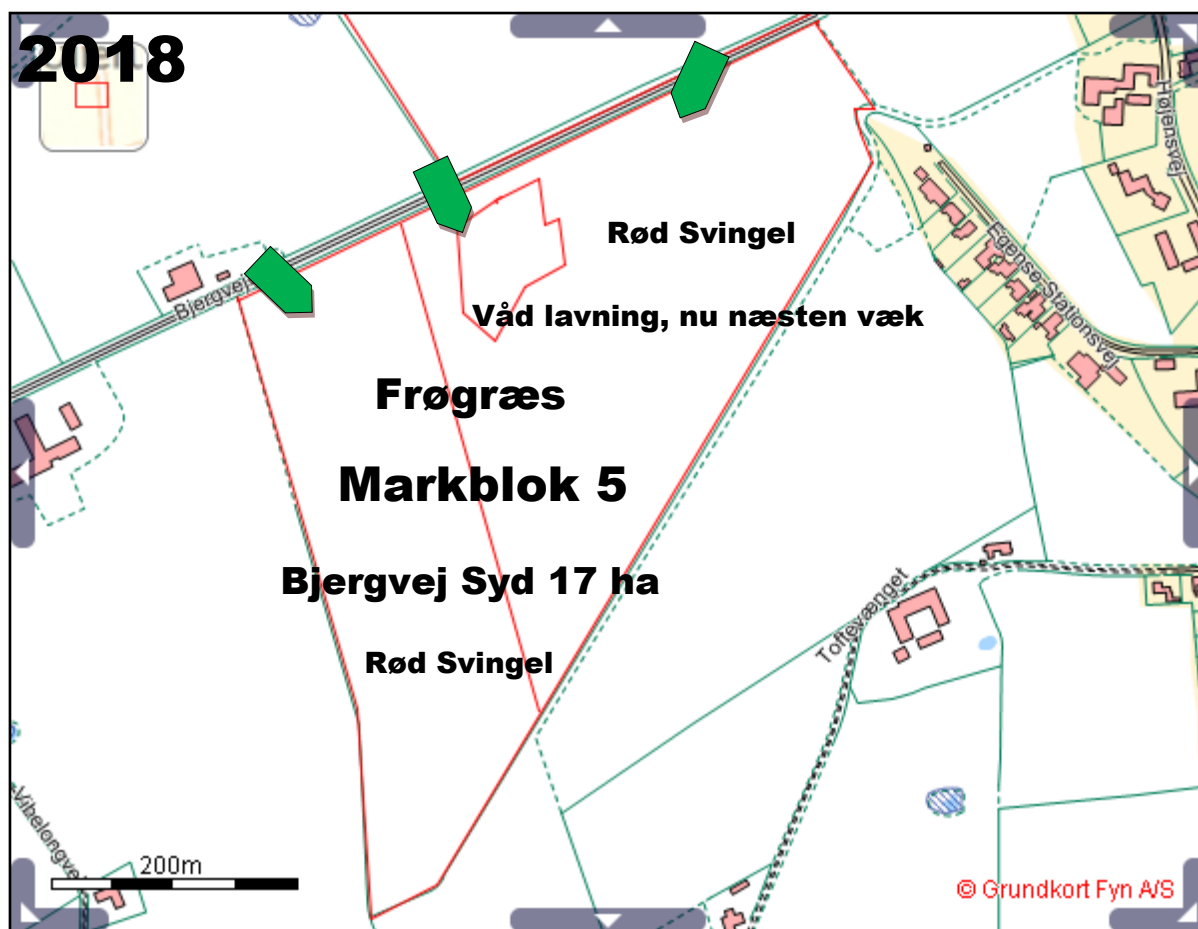 2018
Højensvej
Rød Svingel
Egense Stationsvej
Bjergvej
Våd lavning, nu næsten væk
Frøgræs
Markblok 5
Bjergvej Syd 17 ha
Toftevænget
Rød Svingel
Vibelongvej
200m
© Grundkort Fyn A/S